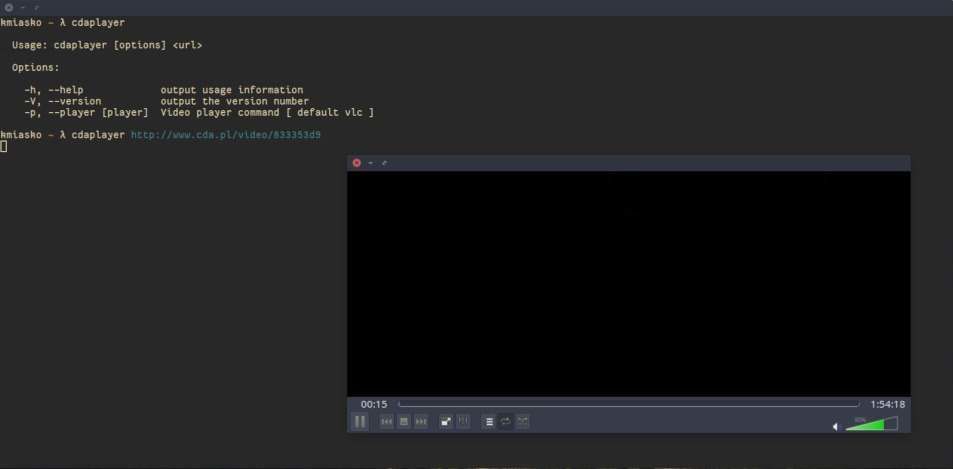 kmiasko ~ λ cdaplayer
Usage: cdaplayer [options] <url>
Options:
-h, --help output usage information
-V, --version output the version number
-p, --player [player] Video player command [ default vlc ]
kmiasko ~ λ cdaplayer http://www.cda.pl/video/833353d9
00:15 1:54:18